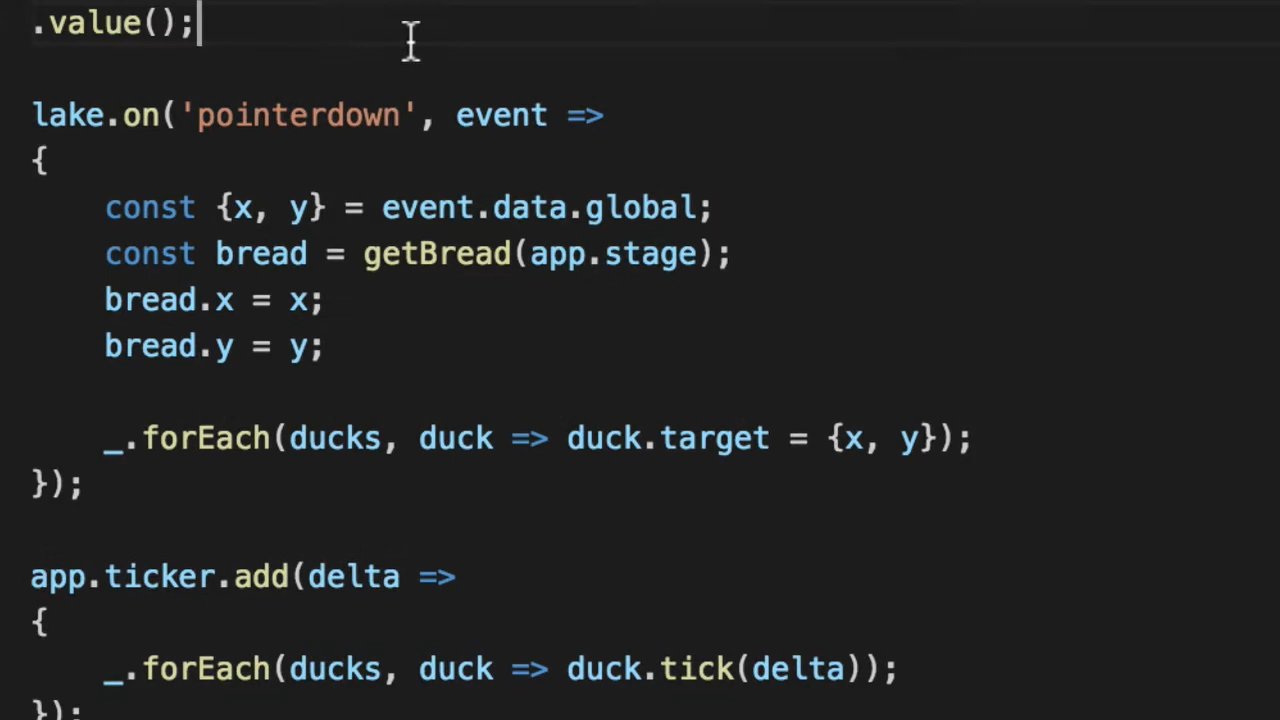 .value();
lake.on('pointerdown', event =>
{
const {x, y} = event.data.global;
const bread = getBread(app.stage);
bread.x = x;
bread.y = y;
_.forEach(ducks, duck => duck.target = {x, y});
});
app.ticker.add(delta =>
{
_.forEach(ducks, duck => duck.tick(delta));
});